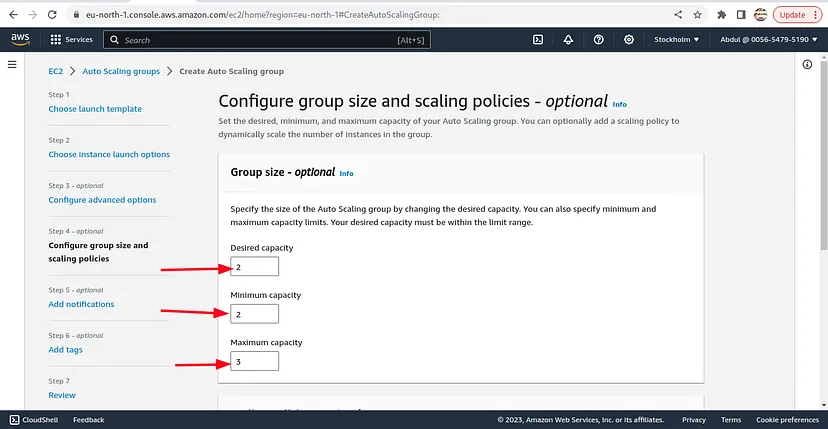 eu-north-1.console.aws.amazon.com/ec2/home?region=eu-north-1#CreateAutoScalingGroup:
Update
aws
Services
Search
[Alt+S]
Stockholm
Abdul @ 0056-5479-5190
EC2
Auto Scaling groups
Create Auto Scaling group
Step 1
Choose launch template
Step 2
Choose instance launch options
Step 3 - optional
Configure advanced options
Step 4 - optional
Configure group size and
scaling policies
Step 5 - optional
Add notifications
Step 6 - optional
Add tags
Step 7
Review
Configure group size and scaling policies - optional Info
Set the desired, minimum, and maximum capacity of your Auto Scaling group. You can optionally add a scaling policy to
dynamically scale the number of instances in the group.
Group size - optional Info
Specify the size of the Auto Scaling group by changing the desired capacity. You can also specify minimum and
maximum capacity limits. Your desired capacity must be within the limit range.
Desired capacity
2
Minimum capacity
2
Maximum capacity
3
CloudShell
Feedback
© 2023, Amazon Web Services, Inc. or its affiliates.
Privacy
Terms
Cookie preferences